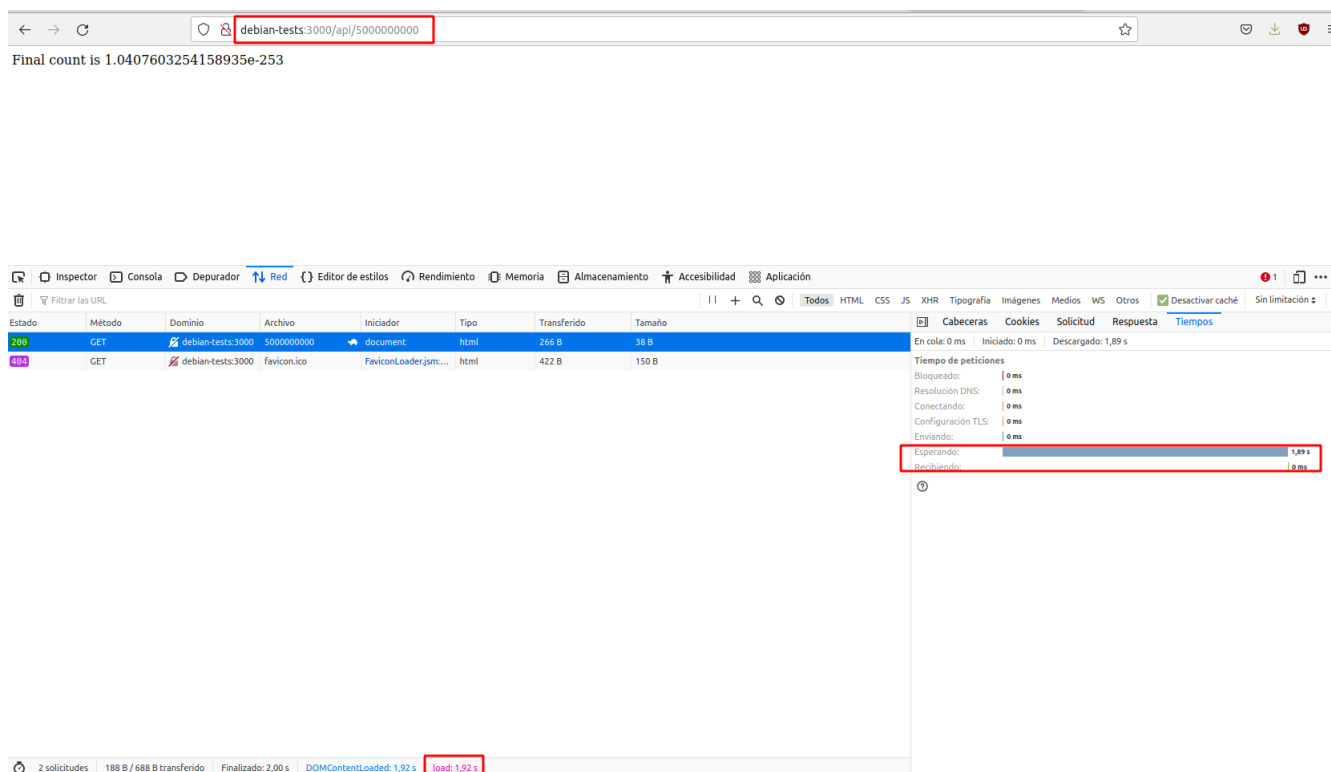 debian-tests:3000/api/5000000000
Final count is 1.0407603254158935e-253
Inspector Consola Depurador Red Editor de estilos Rendimiento Memoria Almacenamiento Accesibilidad Aplicación 1
Filtrar las URL Todos HTML CSS JS XHR Tipografía Imágenes Medios WS Otros Desactivar caché Sin limitación
Estado Método Dominio Archivo Iniciador Tipo Transferido Tamaño
200 GET debian-tests:3000 5000000000 document html 266 B 38 B
404 GET debian-tests:3000 favicon.ico FaviconLoader.jsm:... html 422 B 150 B
Cabeceras Cookies Solicitud Respuesta Tiempos
En cola: 0 ms Iniciado: 0 ms Descargado: 1,89 s
Tiempo de peticiones
Bloqueado: 0 ms
Resolución DNS: 0 ms
Conectando: 0 ms
Configuración TLS: 0 ms
Enviando: 0 ms
Esperando: 1,89 s
Recibiendo: 0 ms
2 solicitudes 188 B / 688 B transferido Finalizado: 2,00 s DOMContentLoaded: 1,92 s load: 1,92 s